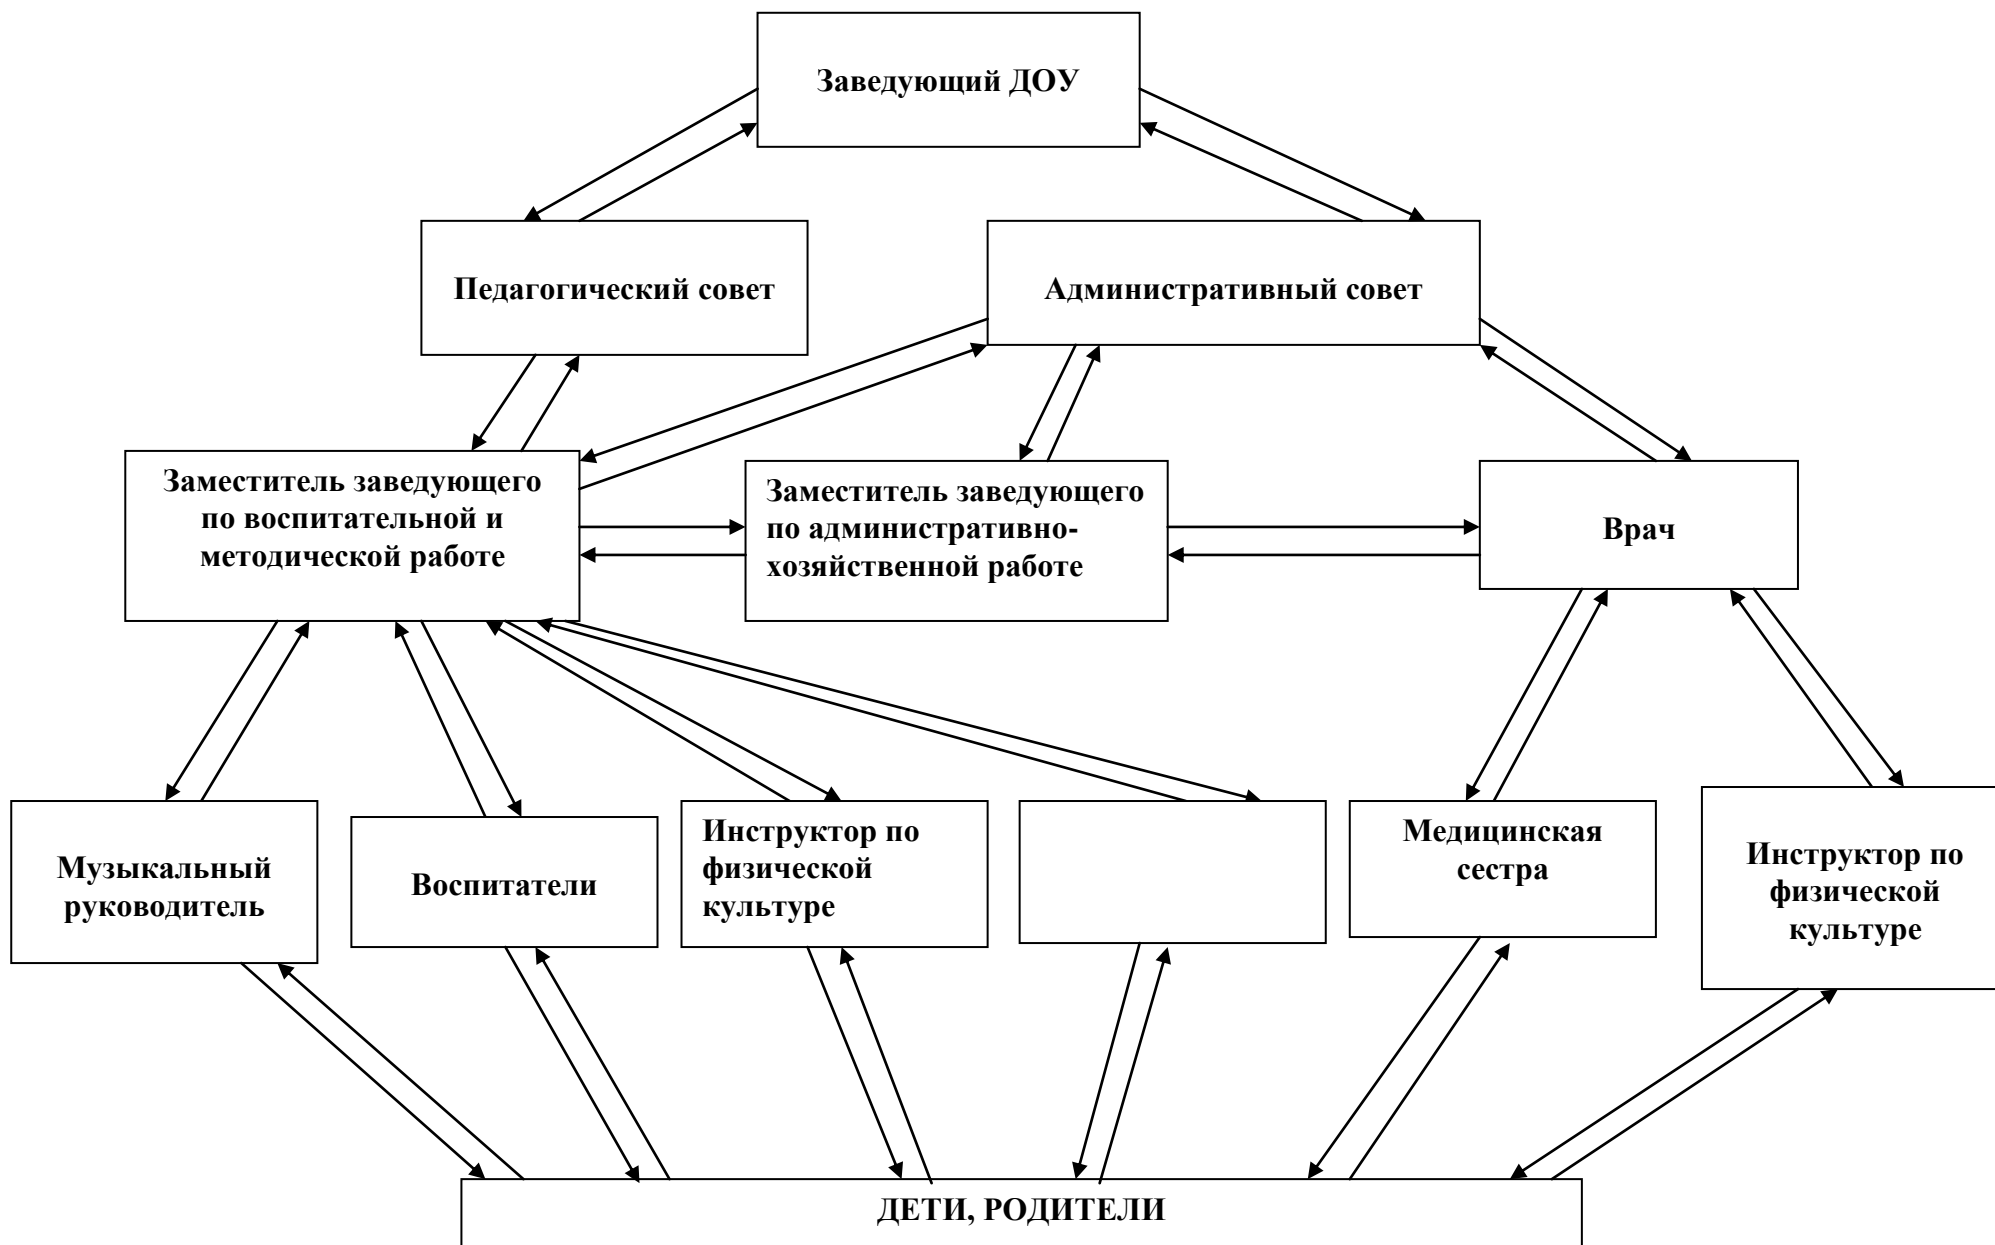 Заведующий ДОУ
Педагогический совет
Административный совет
Заместитель заведующего
по воспитательной и
методической работе
Заместитель заведующего
по административно-
хозяйственной работе
Врач
Музыкальный
руководитель
Воспитатели
Инструктор по
физической
культуре
Медицинская
сестра
Инструктор по
физической
культуре
ДЕТИ, РОДИТЕЛИ